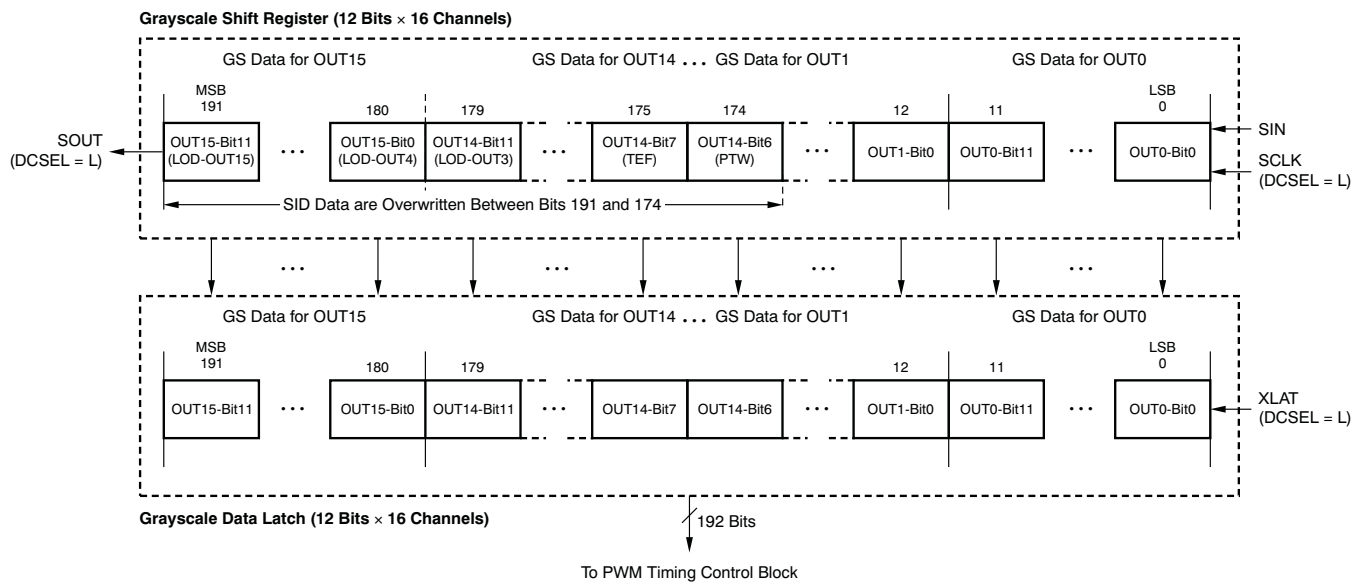 Grayscale Shift Register (12 Bits × 16 Channels)
GS Data for OUT15
GS Data for OUT14 ... GS Data for OUT1
GS Data for OUT0
MSB
191
180
179
175
174
12
11
LSB
0
SOUT
(DCSEL = L)
OUT15-Bit11
(LOD-OUT15)
...
OUT15-Bit0
(LOD-OUT4)
OUT14-Bit11
(LOD-OUT3)
...
OUT14-Bit7
(TEF)
OUT14-Bit6
(PTW)
...
OUT1-Bit0
OUT0-Bit11
...
OUT0-Bit0
SIN
SCLK
(DCSEL = L)
SID Data are Overwritten Between Bits 191 and 174
... ... ... ...
GS Data for OUT15
GS Data for OUT14 ... GS Data for OUT1
GS Data for OUT0
MSB
191
180
179
12
11
LSB
0
OUT15-Bit11
...
OUT15-Bit0
OUT14-Bit11
...
OUT14-Bit7
OUT14-Bit6
...
OUT1-Bit0
OUT0-Bit11
...
OUT0-Bit0
XLAT
(DCSEL = L)
Grayscale Data Latch (12 Bits × 16 Channels)
192 Bits
To PWM Timing Control Block